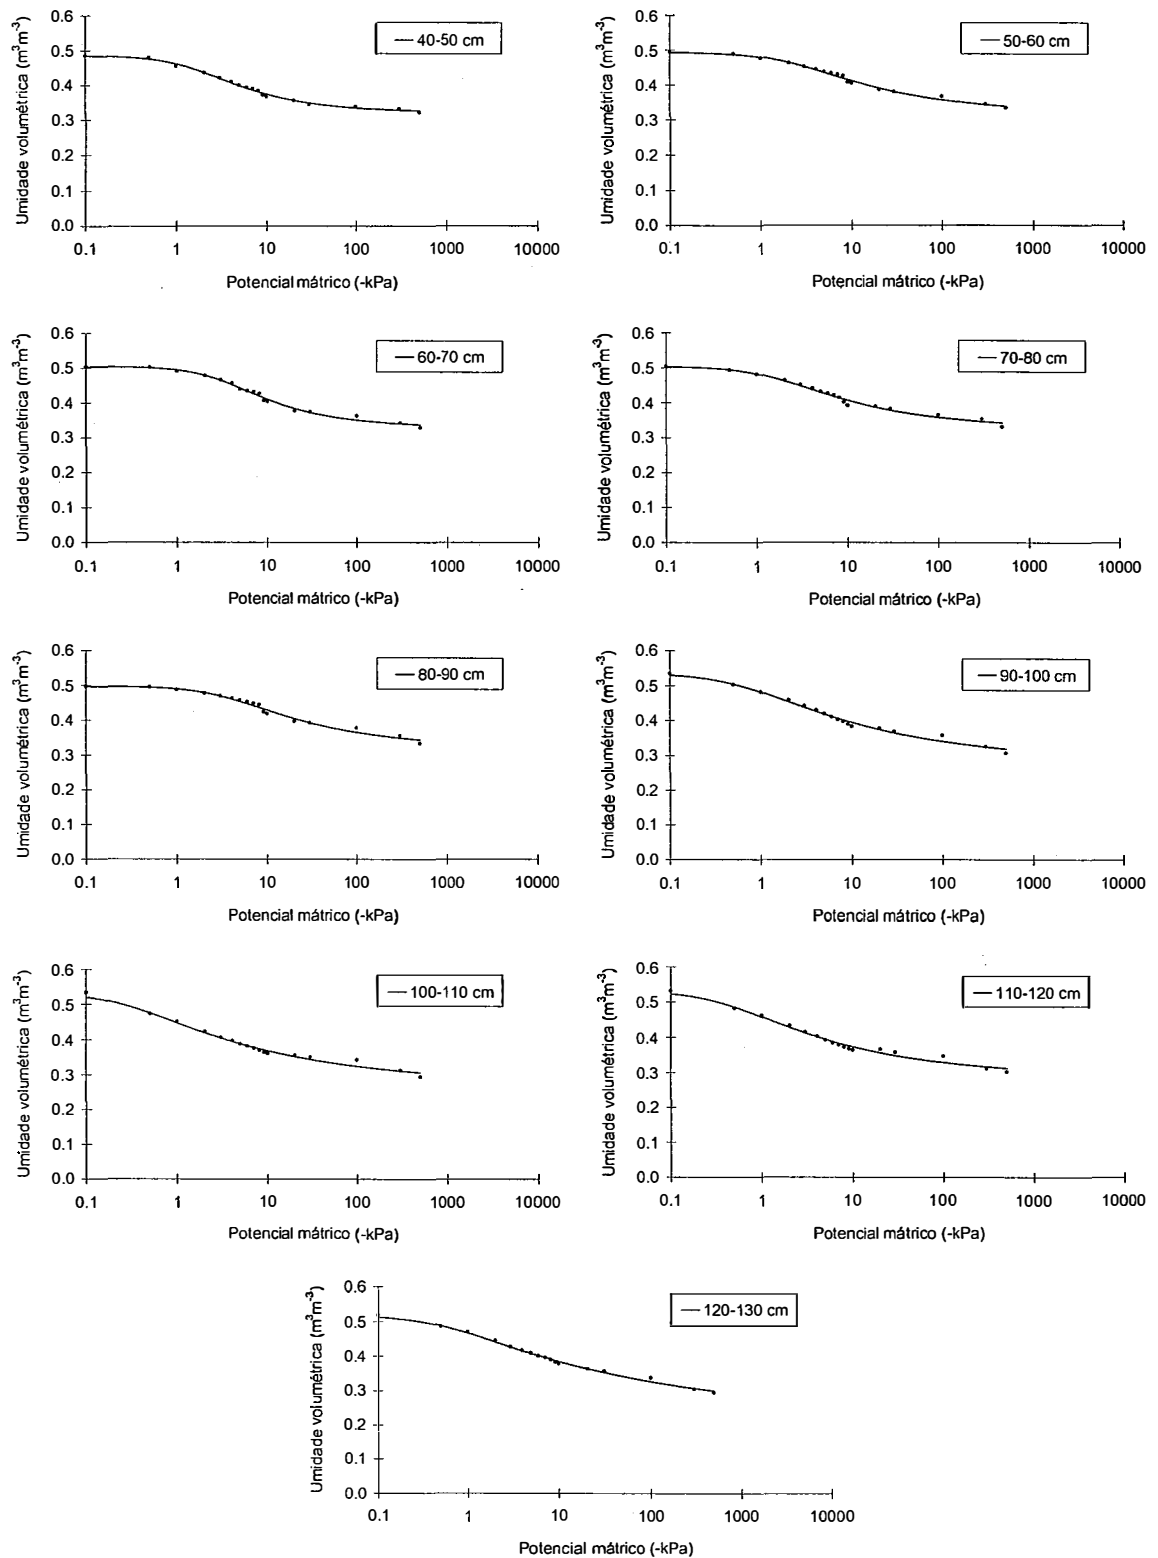 0.6
0.5
0.4
0.3
0.2
0.1
0.0
Umidade volumétrica (m³m⁻³)
40-50 cm
0.1 1 10 100 1000 10000
Potencial mátrico (-kPa)
0.6
0.5
0.4
0.3
0.2
0.1
0.0
Umidade volumétrica (m³m⁻³)
50-60 cm
0.1 1 10 100 1000 10000
Potencial mátrico (-kPa)
0.6
0.5
0.4
0.3
0.2
0.1
0.0
Umidade volumétrica (m³m⁻³)
60-70 cm
0.1 1 10 100 1000 10000
Potencial mátrico (-kPa)
0.6
0.5
0.4
0.3
0.2
0.1
0.0
Umidade volumétrica (m³m⁻³)
70-80 cm
0.1 1 10 100 1000 10000
Potencial mátrico (-kPa)
0.6
0.5
0.4
0.3
0.2
0.1
0.0
Umidade volumétrica (m³m⁻³)
80-90 cm
0.1 1 10 100 1000 10000
Potencial mátrico (-kPa)
0.6
0.5
0.4
0.3
0.2
0.1
0.0
Umidade volumétrica (m³m⁻³)
90-100 cm
0.1 1 10 100 1000 10000
Potencial mátrico (-kPa)
0.6
0.5
0.4
0.3
0.2
0.1
0.0
Umidade volumétrica (m³m⁻³)
100-110 cm
0.1 1 10 100 1000 10000
Potencial mátrico (-kPa)
0.6
0.5
0.4
0.3
0.2
0.1
0.0
Umidade volumétrica (m³m⁻³)
110-120 cm
0.1 1 10 100 1000 10000
Potencial mátrico (-kPa)
0.6
0.5
0.4
0.3
0.2
0.1
0.0
Umidade volumétrica (m³m⁻³)
120-130 cm
0.1 1 10 100 1000 10000
Potencial mátrico (-kPa)